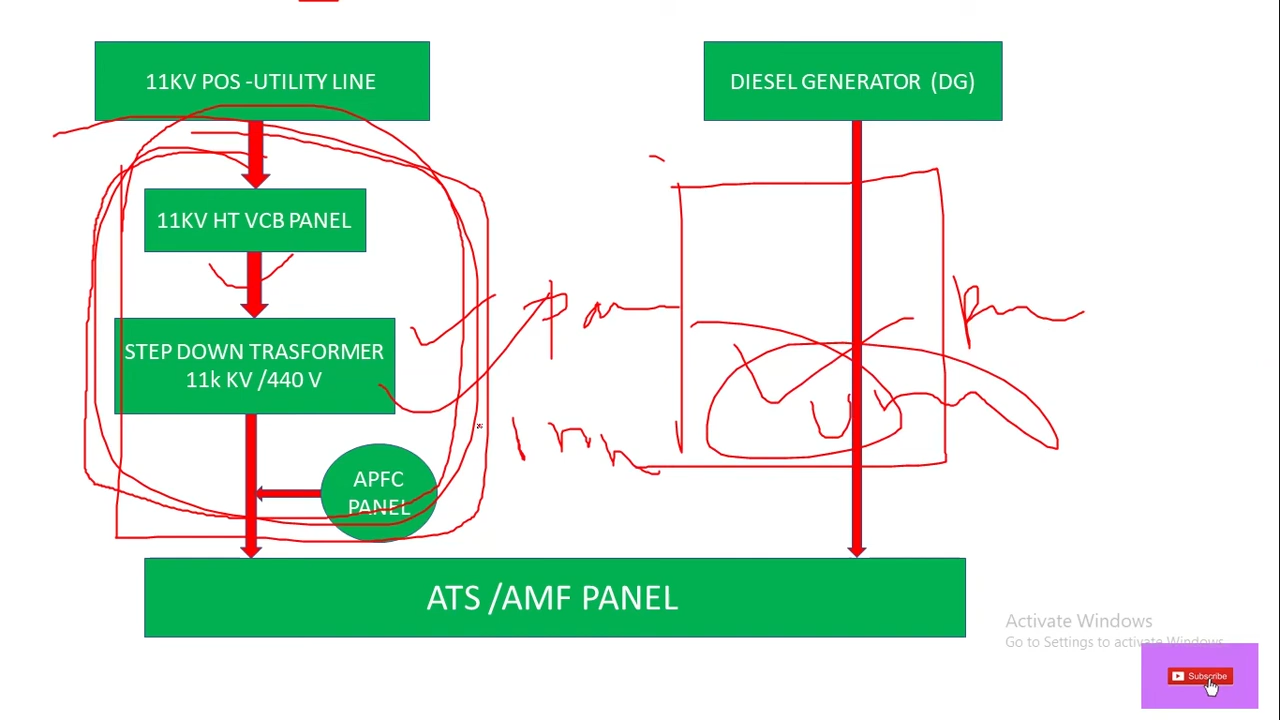 11KV POS -UTILITY LINE
DIESEL GENERATOR (DG)
11KV HT VCB PANEL
STEP DOWN TRASFORMER
11k KV /440 V
APFC
PANEL
ATS /AMF PANEL
Activate Windows
Go to Settings to activate Windows.
Subscribe